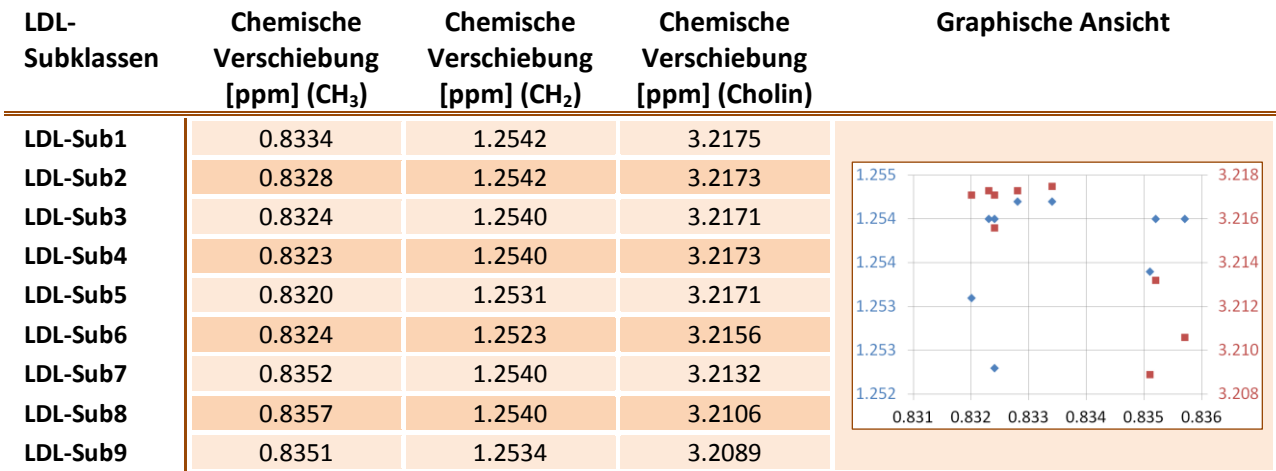 LDL-Subklassen Chemische Verschiebung [ppm] (CH₃) Chemische Verschiebung [ppm] (CH₂) Chemische Verschiebung [ppm] (Cholin) Graphische Ansicht
LDL-Sub1 0.8334 1.2542 3.2175
LDL-Sub2 0.8328 1.2542 3.2173
LDL-Sub3 0.8324 1.2540 3.2171
LDL-Sub4 0.8323 1.2540 3.2173
LDL-Sub5 0.8320 1.2531 3.2171
LDL-Sub6 0.8324 1.2523 3.2156
LDL-Sub7 0.8352 1.2540 3.2132
LDL-Sub8 0.8357 1.2540 3.2106
LDL-Sub9 0.8351 1.2534 3.2089
1.255 3.218
1.254 3.216
1.254 3.214
1.253 3.212
1.253 3.210
1.252 3.208
0.831 0.832 0.833 0.834 0.835 0.836